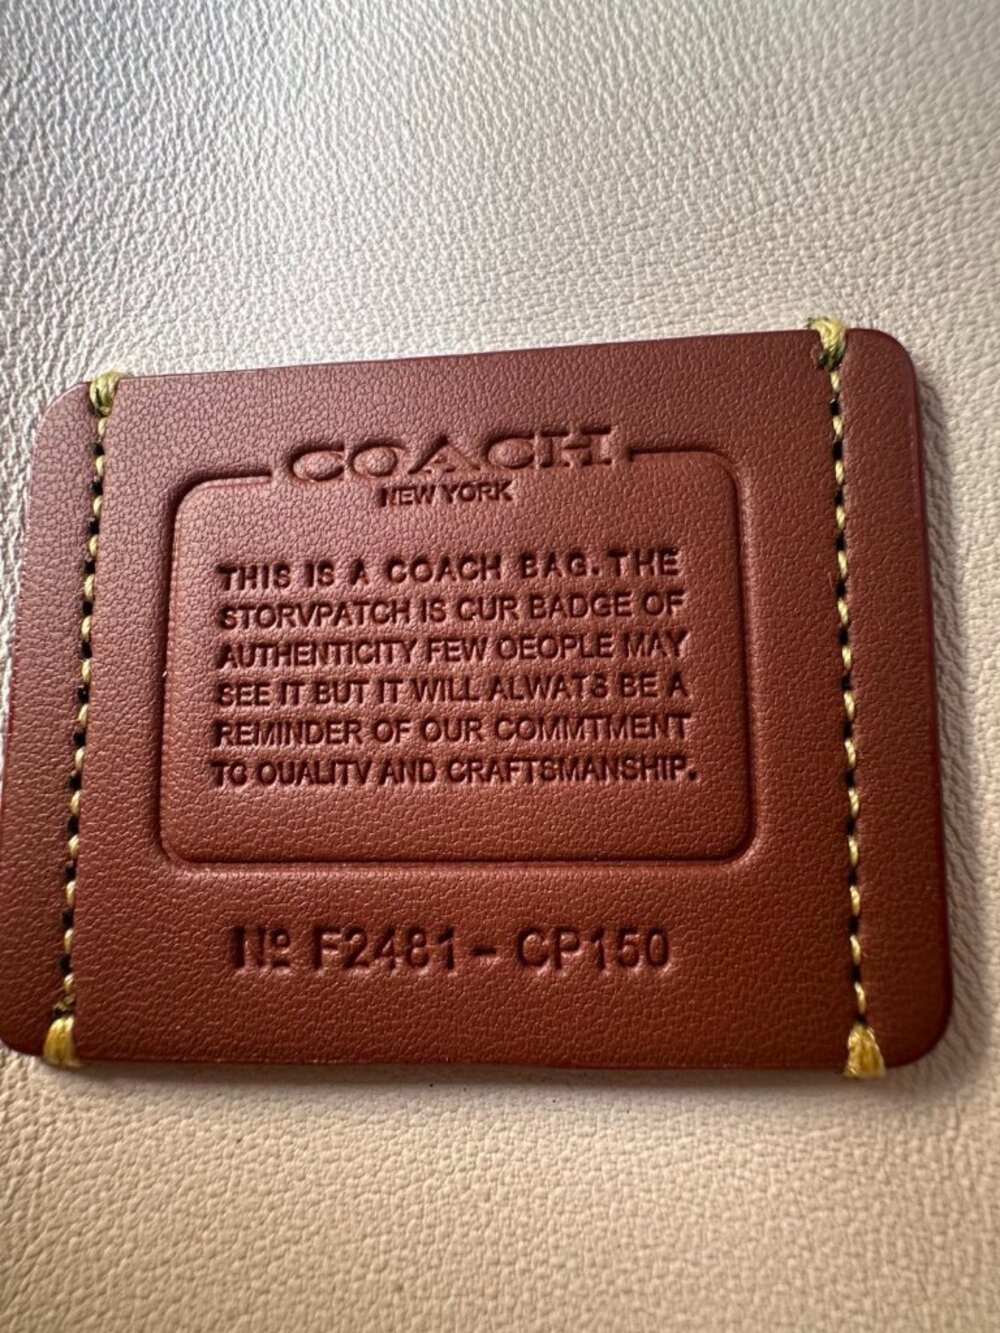 COACH
NEW YORK
THIS IS A COACH BAG. THE
STORVPATCH IS CUR BADGE OF
AUTHENTICITY FEW OEOPLE MAY
SEE IT BUT IT WILL ALWATS BE A
REMINDER OF OUR COMMTMENT
TC OUALITV AND CRAFTSMANSHIP.
Nº F2481 - CP150